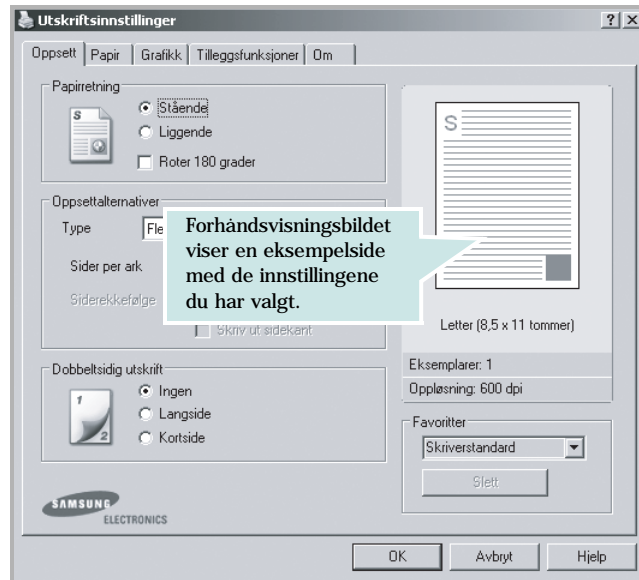 Utskriftsinnstillinger
Oppsett Papir Grafikk Tilleggsfunksjoner Om
Papirretning
S
Stående
Liggende
Roter 180 grader
Oppsettalternativer
Type Fle
Sider per ark
Siderekkefølge
Skriv ut sidekant
Forhåndsvisningsbildet
viser en eksempelside
med de innstillingene
du har valgt.
Dobbeltsidig utskrift
1
2
Ingen
Langside
Kortside
SAMSUNG
ELECTRONICS
S
Letter (8,5 x 11 tommer)
Eksemplarer: 1
Oppløsning: 600 dpi
Favoritter
Skriverstandard
Slett
OK Avbryt Hjelp